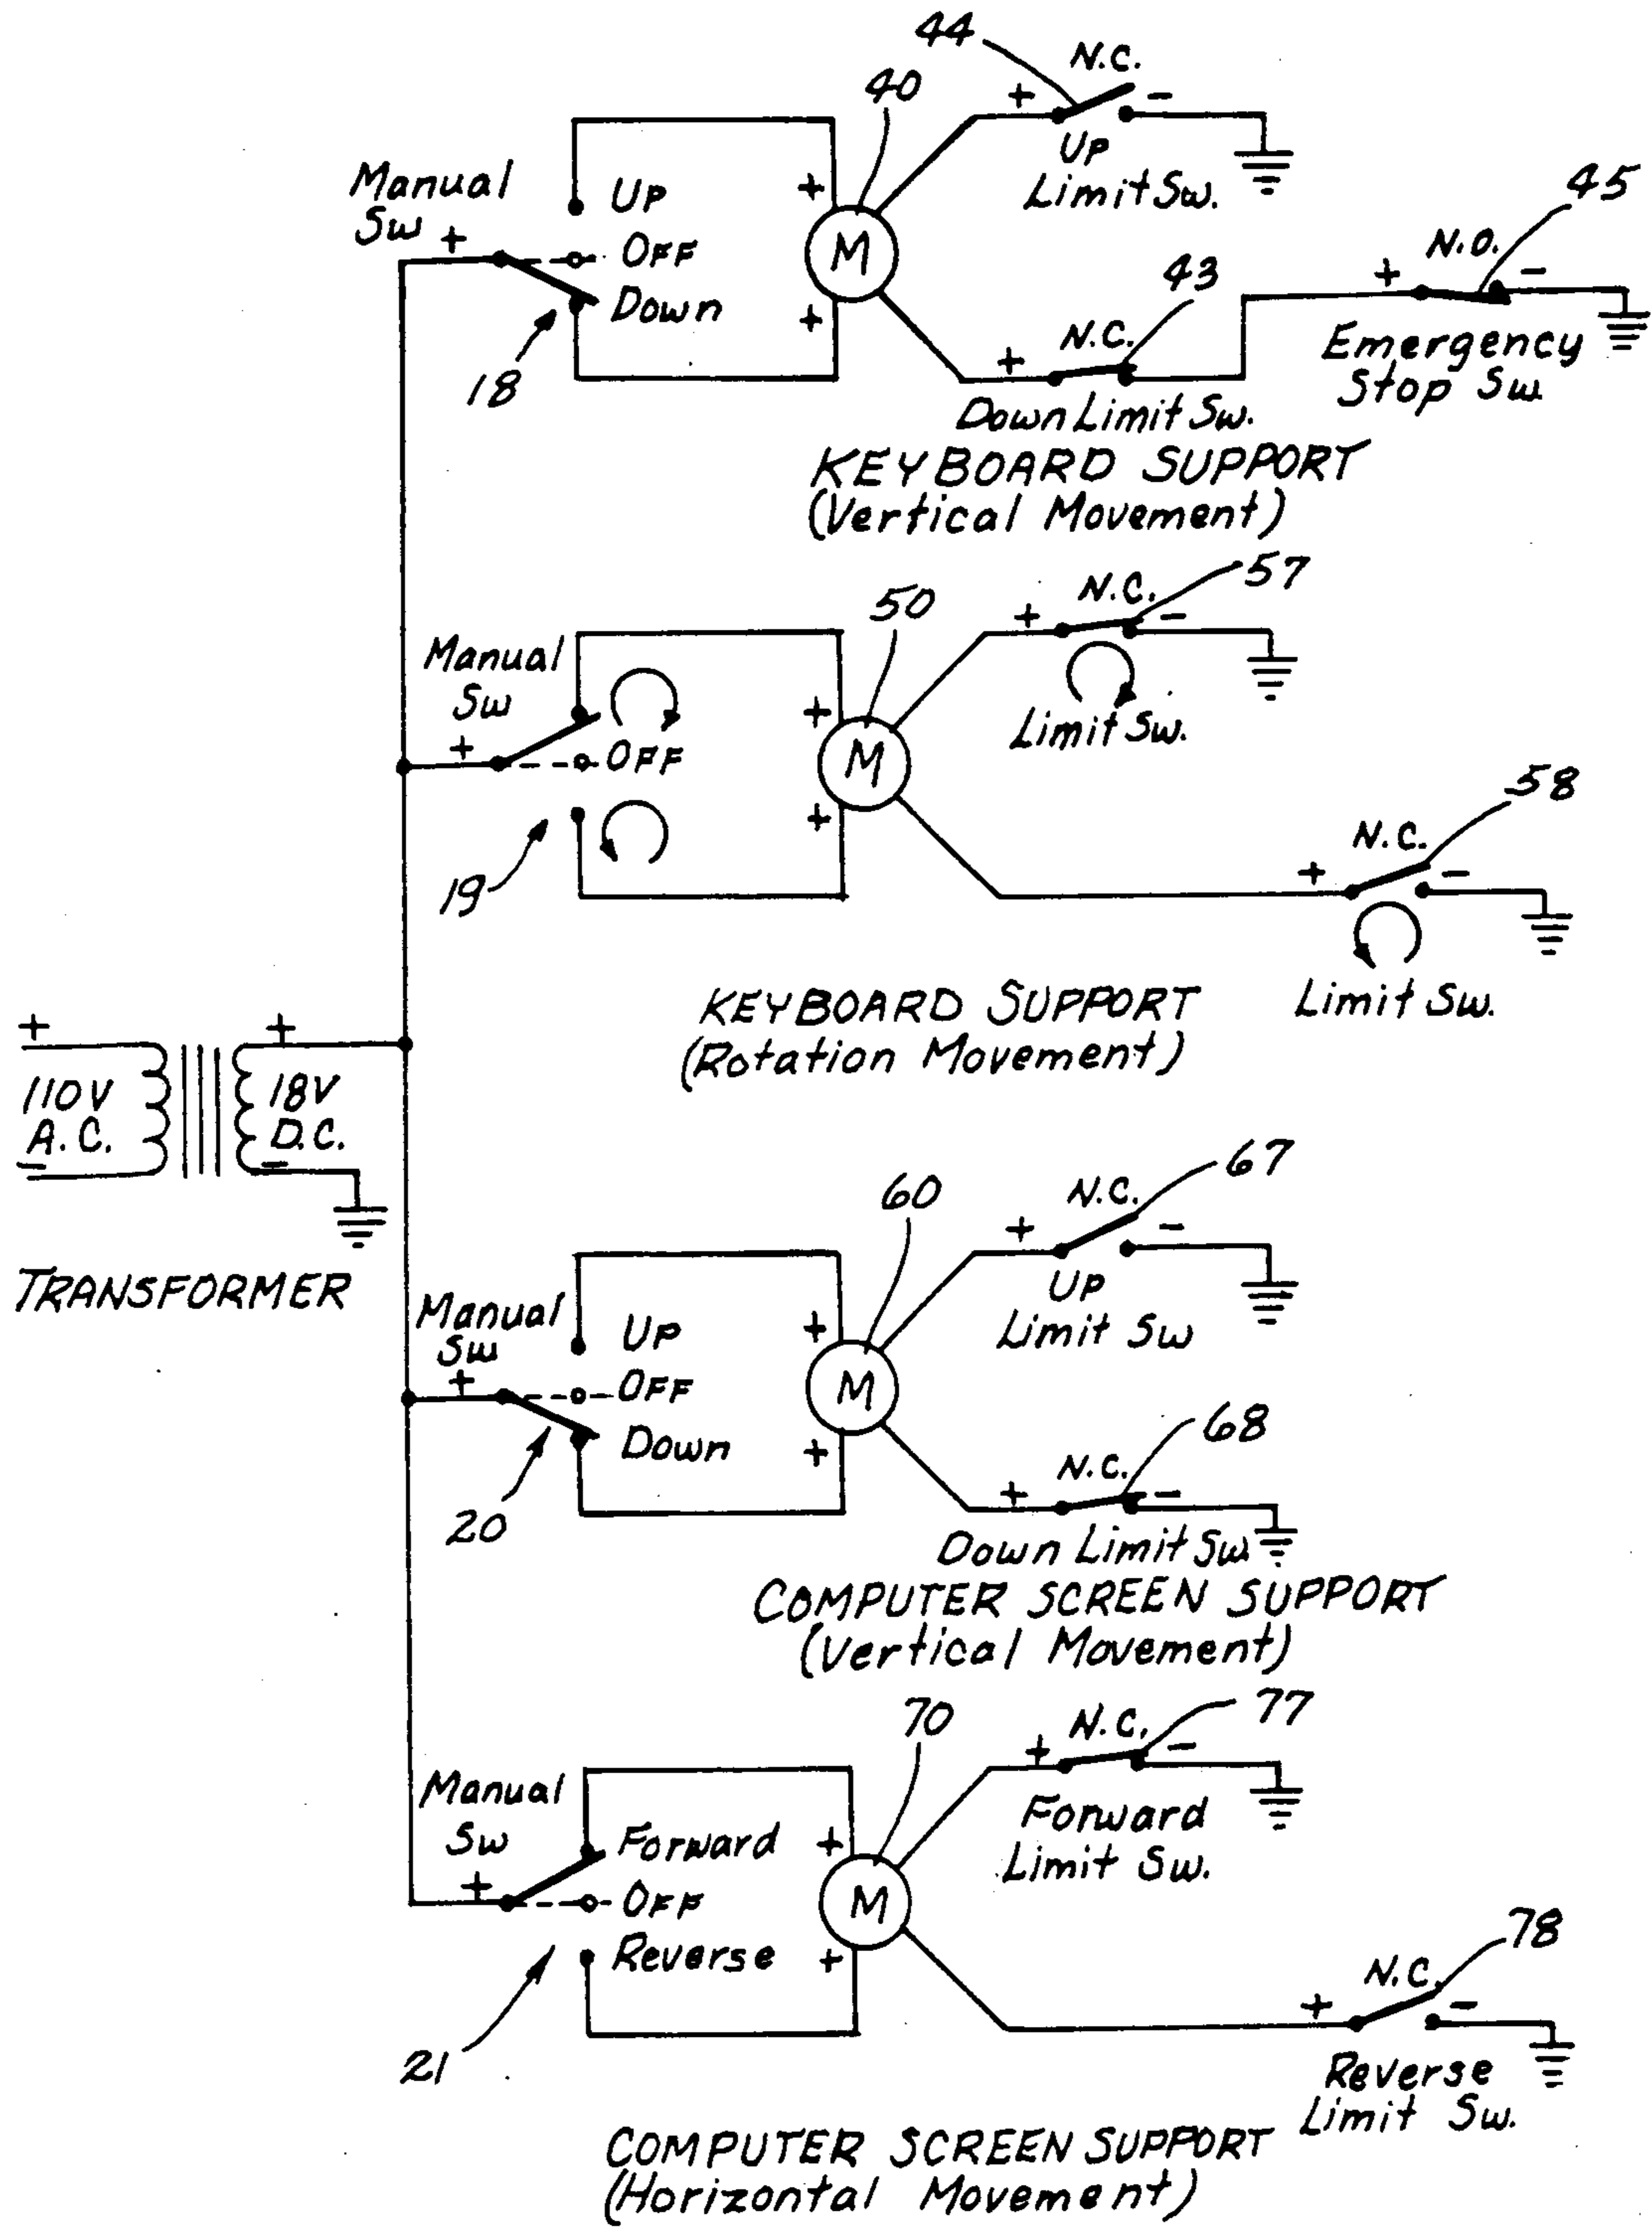 44
N.C.
+
-
40
Up
Limit Sw.
45
Manual
Sw
+
UP
OFF
Down
18
+
M
+
43
N.C.
+
Down Limit Sw.
N.O.
+
-
Emergency
Stop Sw.
KEYBOARD SUPPORT
(Vertical Movement)
57
N.C.
+
-
50
Manual
Sw
+
OFF
19
+
M
+
Limit Sw.
58
N.C.
+
-
Limit Sw.
KEYBOARD SUPPORT
(Rotation Movement)
+
110V
A.C.
-
+
18V
D.C.
-
TRANSFORMER
67
N.C.
+
-
60
Up
Limit Sw
Manual
Sw
+
UP
OFF
Down
20
+
M
+
68
N.C.
+
-
Down Limit Sw.
COMPUTER SCREEN SUPPORT
(Vertical Movement)
77
N.C.
+
-
70
Forward
Limit Sw.
Manual
Sw
+
Forward
OFF
Reverse
21
+
M
+
78
N.C.
+
-
Reverse
Limit Sw.
COMPUTER SCREEN SUPPORT
(Horizontal Movement)